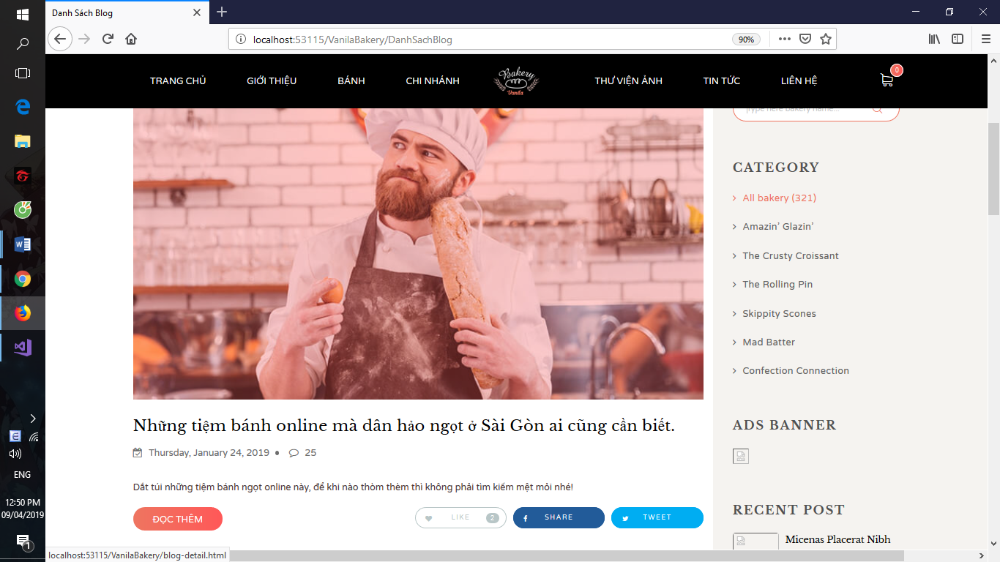 Danh Sách Blog
localhost:53115/VanilaBakery/DanhSachBlog
90%
TRANG CHỦ
GIỚI THIỆU
BÁNH
CHI NHÁNH
Bakery
Vanila
THƯ VIỆN ẢNH
TIN TỨC
LIÊN HỆ
0
Type here bakery name...
CATEGORY
All bakery (321)
Amazin' Glazin'
The Crusty Croissant
The Rolling Pin
Skippity Scones
Mad Batter
Confection Connection
ADS BANNER
RECENT POST
Micenas Placerat Nibh
Những tiệm bánh online mà dân hảo ngọt ở Sài Gòn ai cũng cần biết.
Thursday, January 24, 2019 • 25
Dắt túi những tiệm bánh ngọt online này, để khi nào thòm thèm thì không phải tìm kiếm mệt mỏi nhé!
ĐỌC THÊM
LIKE 2
SHARE
TWEET
localhost:53115/VanilaBakery/blog-detail.html
ENG
12:50 PM
09/04/2019
1